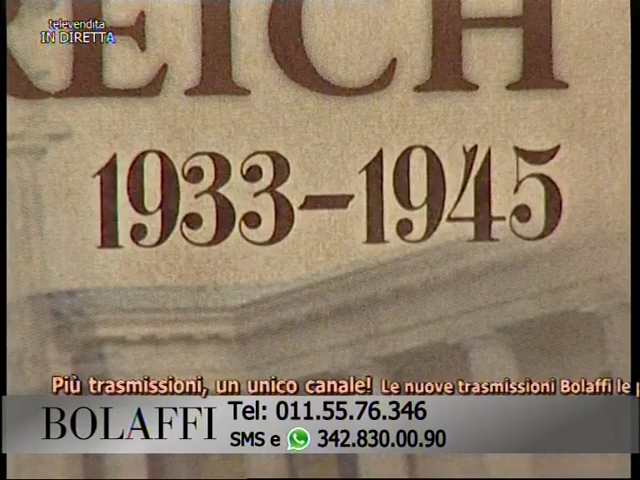 televendita
IN DIRETTA
REICH
1933-1945
Più trasmissioni, un unico canale! Le nuove trasmissioni Bolaffi le
BOLAFFI
Tel: 011.55.76.346
SMS e 342.830.00.90